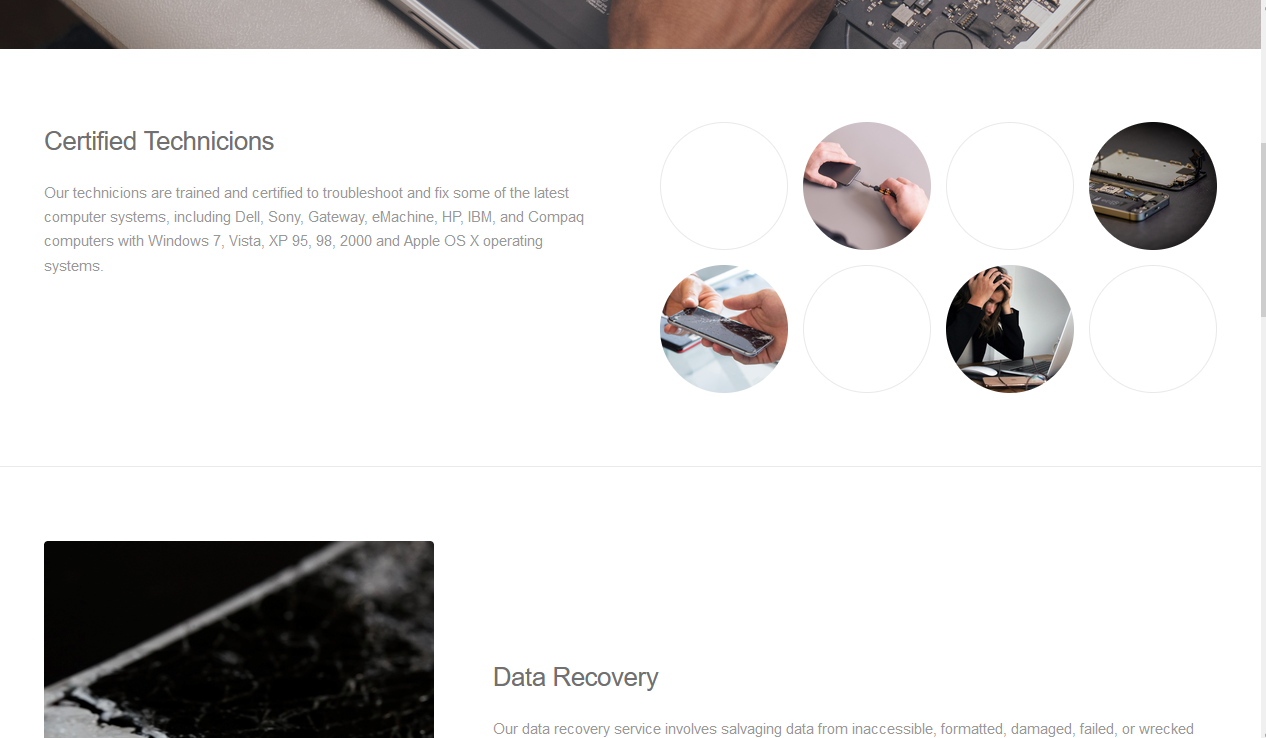 Certified Technicions
Our technicions are trained and certified to troubleshoot and fix some of the latest
computer systems, including Dell, Sony, Gateway, eMachine, HP, IBM, and Compaq
computers with Windows 7, Vista, XP 95, 98, 2000 and Apple OS X operating
systems.
Data Recovery
Our data recovery service involves salvaging data from inaccessible, formatted, damaged, failed, or wrecked